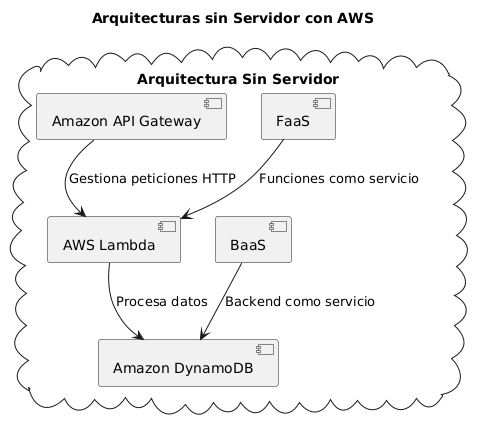 Arquitecturas sin Servidor con AWS
Arquitectura Sin Servidor
Amazon API Gateway
FaaS
Gestiona peticiones HTTP
Funciones como servicio
AWS Lambda
BaaS
Procesa datos
Backend como servicio
Amazon DynamoDB